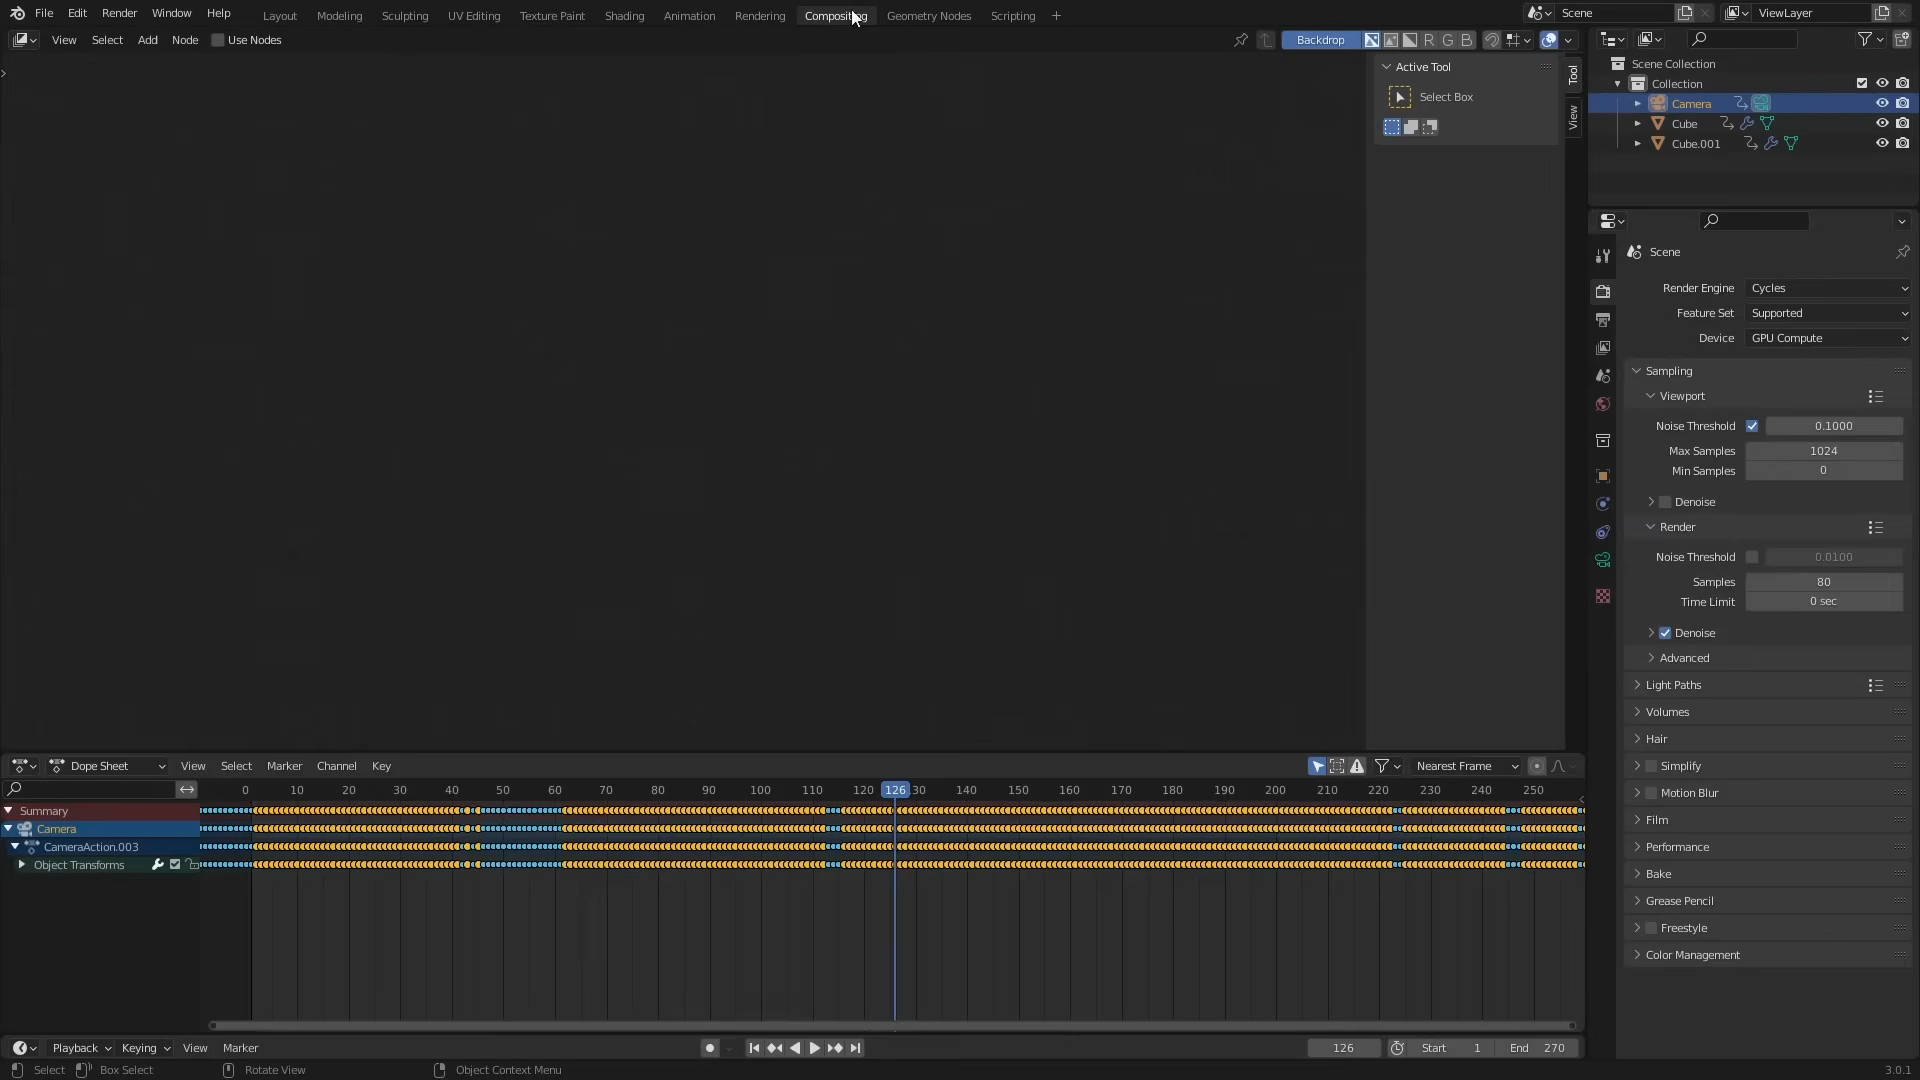 File Edit Render Window Help Layout Modeling Sculpting UV Editing Texture Paint Shading Animation Rendering Compositing Geometry Nodes Scripting + Scene ViewLayer
View Select Add Node Use Nodes Backdrop R G B
Active Tool
Select Box
Tool
View
Scene Collection
Collection
Camera
Cube
Cube.001
Scene
Render Engine Cycles
Feature Set Supported
Device GPU Compute
Sampling
Viewport
Noise Threshold 0.1000
Max Samples 1024
Min Samples 0
Denoise
Render
Noise Threshold 0.0100
Samples 80
Time Limit 0 sec
Denoise
Advanced
Light Paths
Volumes
Hair
Simplify
Motion Blur
Film
Performance
Bake
Grease Pencil
Freestyle
Color Management
Dope Sheet View Select Marker Channel Key Nearest Frame
0 10 20 30 40 50 60 70 80 90 100 110 120 126 30 140 150 160 170 180 190 200 210 220 230 240 250
Summary
Camera
CameraAction.003
Object Transforms
Playback Keying View Marker 126 Start 1 End 270
Select Box Select Rotate View Object Context Menu 3.0.1